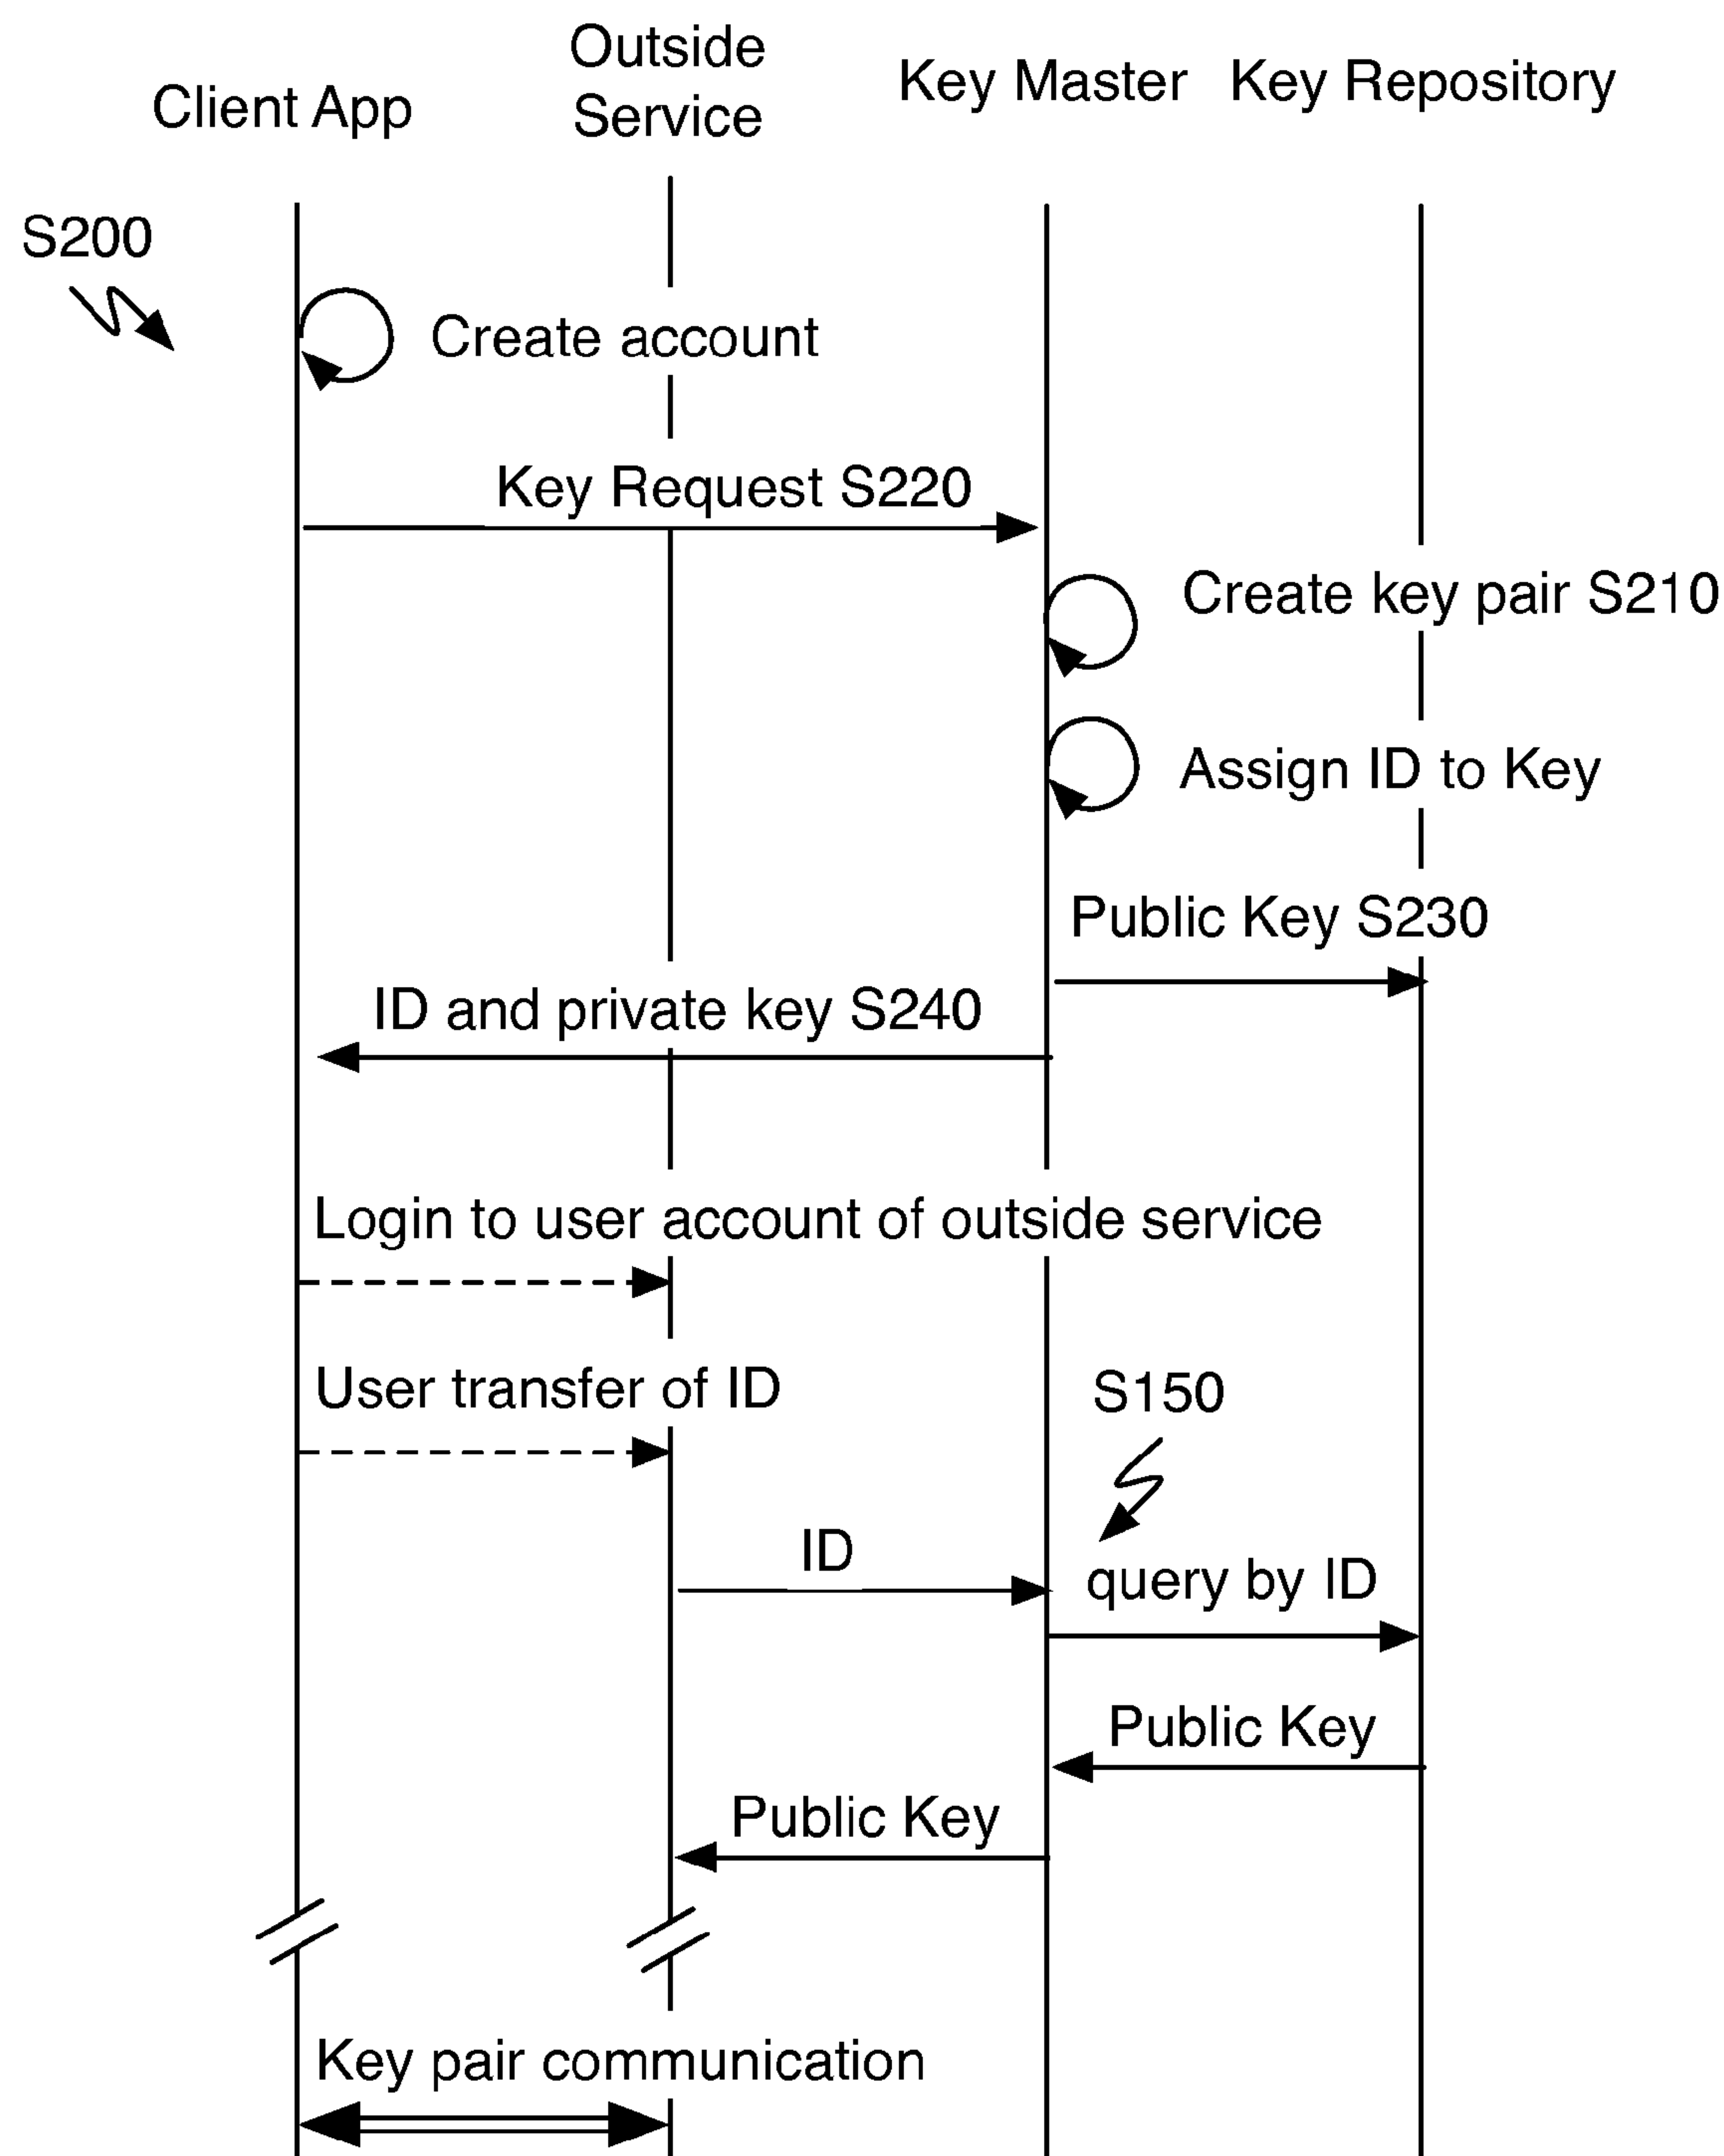 Outside
Service
Client App
Key Master
Key Repository
S200
Create account
Key Request S220
Create key pair S210
Assign ID to Key
Public Key S230
ID and private key S240
Login to user account of outside service
User transfer of ID
S150
ID
query by ID
Public Key
Public Key
Key pair communication